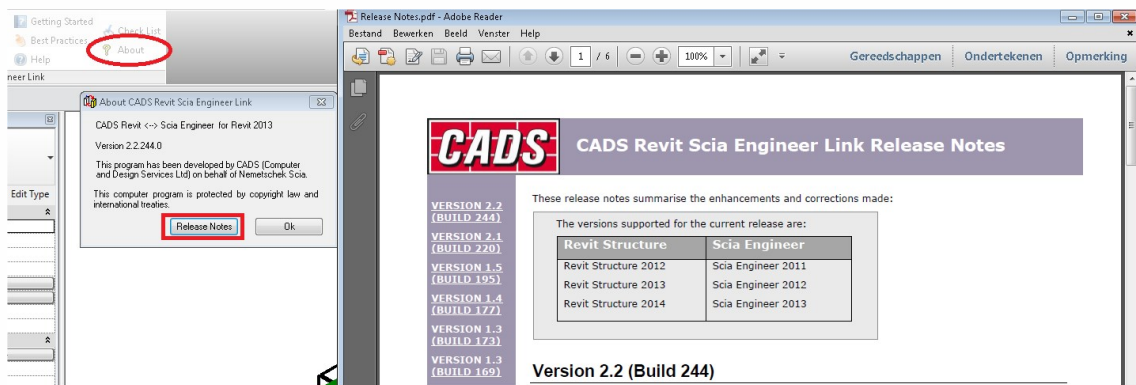 Getting Started
Best Practices
Help
Check List
About
neer Link
Edit Type
About CADS Revit Scia Engineer Link
CADS Revit <--> Scia Engineer for Revit 2013
Version 2.2.244.0
This program has been developed by CADS (Computer
and Design Services Ltd) on behalf of Nemetschek Scia.
This computer program is protected by copyright law and
international treaties.
Release Notes
Ok
Release Notes.pdf - Adobe Reader
Bestand Bewerken Beeld Venster Help
1 / 6 100% Gereedschappen Ondertekenen Opmerking
CADS
CADS Revit Scia Engineer Link Release Notes
VERSION 2.2
(BUILD 244)
VERSION 2.1
(BUILD 220)
VERSION 1.5
(BUILD 195)
VERSION 1.4
(BUILD 177)
VERSION 1.3
(BUILD 173)
VERSION 1.3
(BUILD 169)
These release notes summarise the enhancements and corrections made:
The versions supported for the current release are:
Revit Structure Scia Engineer
Revit Structure 2012 Scia Engineer 2011
Revit Structure 2013 Scia Engineer 2012
Revit Structure 2014 Scia Engineer 2013
Version 2.2 (Build 244)